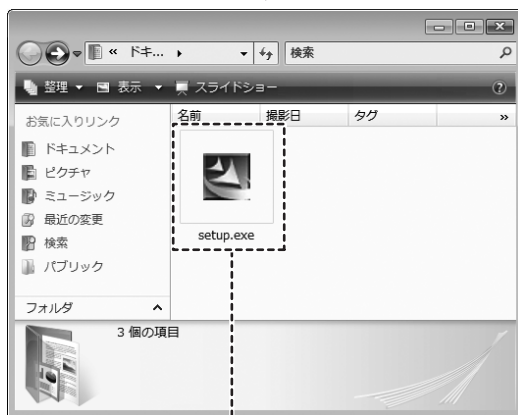 « ドキ...
検索
整理 表示 スライドショー
お気に入りリンク
ドキュメント
ピクチャ
ミュージック
最近の変更
検索
パブリック
フォルダ
名前 撮影日 タグ »
setup.exe
3 個の項目